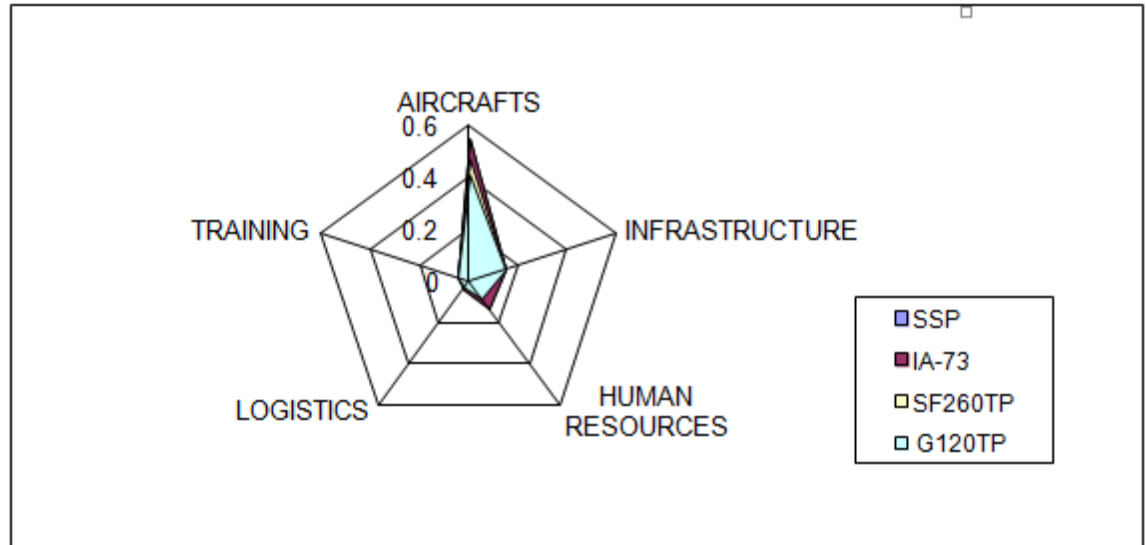 AIRCRAFTS
0.6
0.4
TRAINING
0.2
INFRASTRUCTURE
0
SSP
IA-73
SF260TP
G120TP
LOGISTICS
HUMAN
RESOURCES